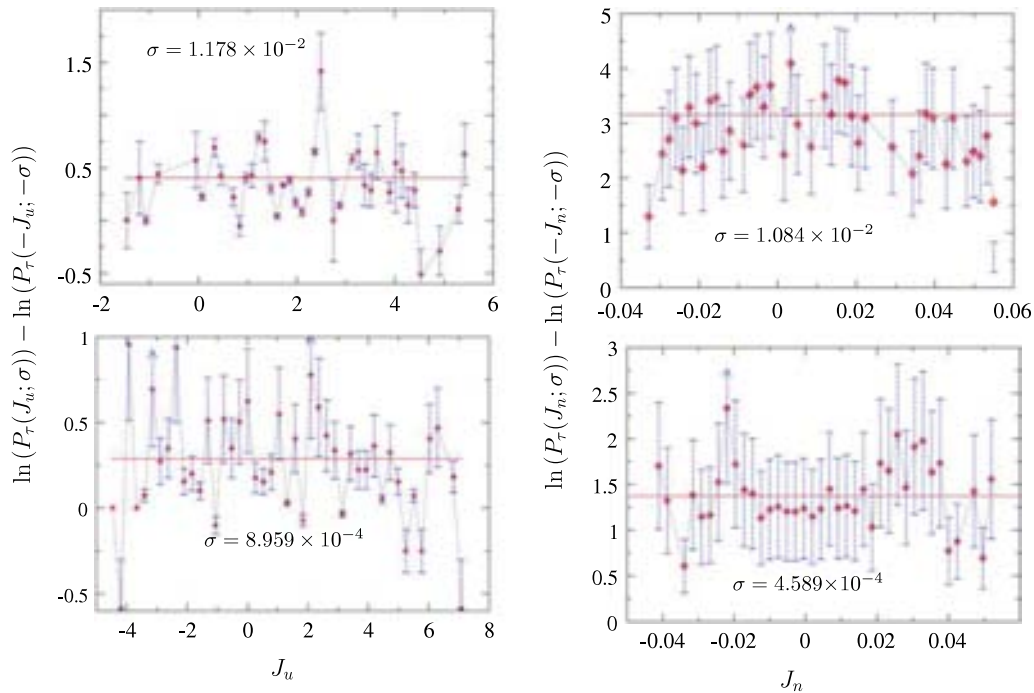 ln (P_τ(J_u; σ)) − ln (P_τ(−J_u; −σ))
1.5
0.5
-0.5
σ = 1.178 × 10^−2
-2 0 2 4 6
1
0.5
0
-0.5
σ = 8.959 × 10^−4
-4 -2 0 2 4 6 8
J_u
ln (P_τ(J_n; σ)) − ln (P_τ(−J_n; −σ))
5
4
3
2
1
0
σ = 1.084 × 10^−2
-0.04 -0.02 0 0.02 0.04 0.06
3
2.5
2
1.5
1
0.5
0
σ = 4.589×10^−4
-0.04 -0.02 0 0.02 0.04
J_n